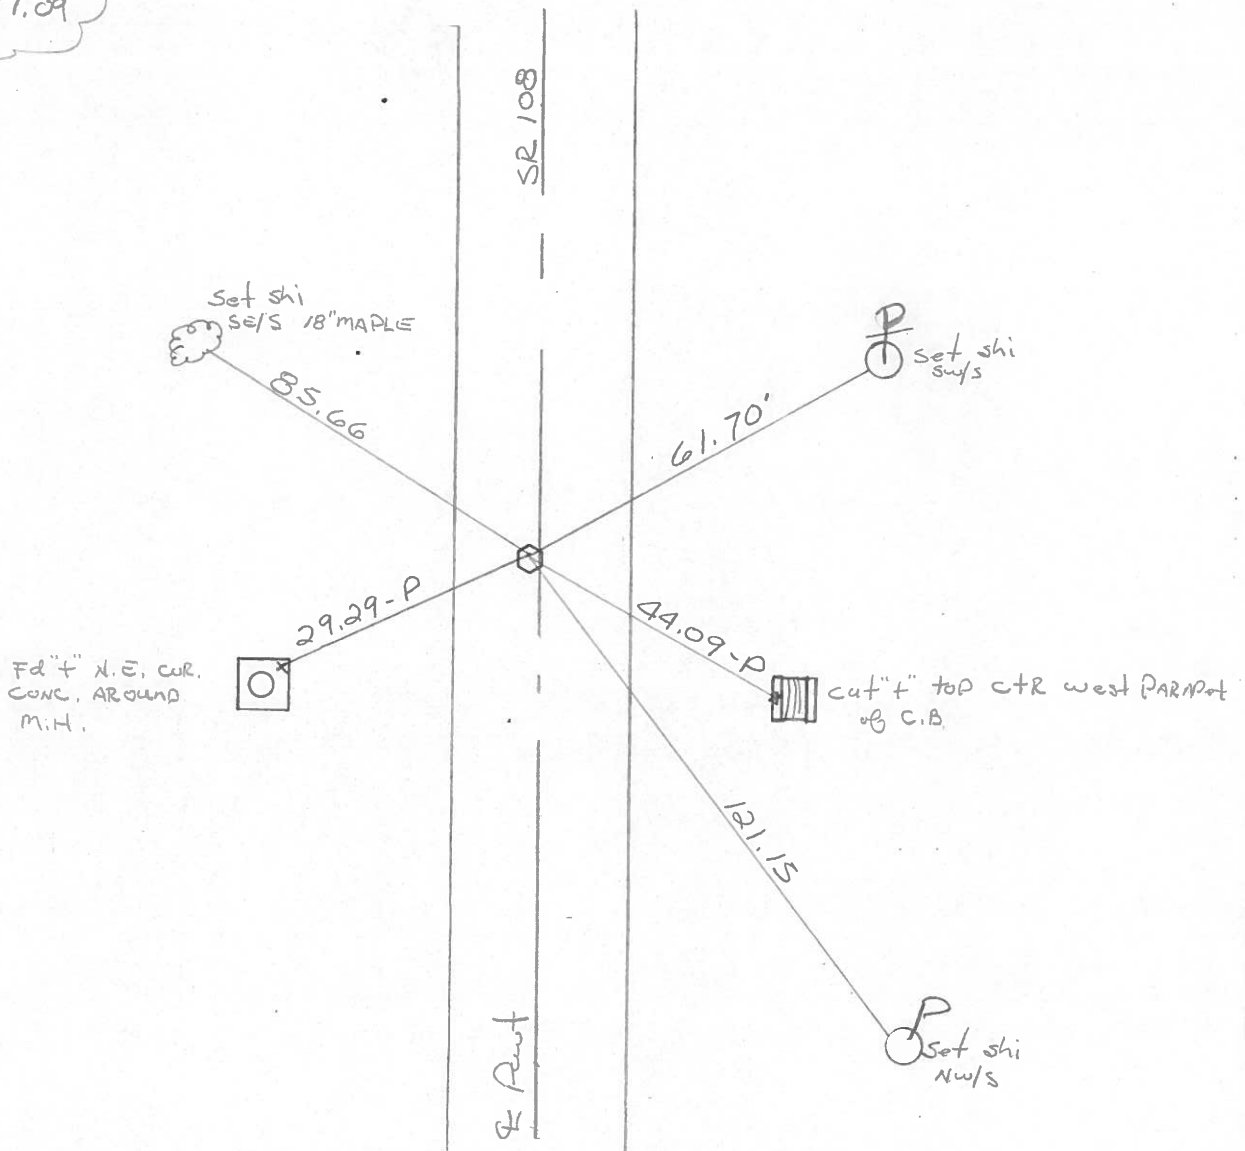 1.09
SR 108
Set shi
SE/S 18" MAPLE
85.66
P
Set shi
SW/S
61.70'
29.29-P
44.09-P
Fd "+" N.E. COR.
CONC. AROUND
M.H.
cut "+" top CtR west PARAPet
of C.B.
121.15
℄ Pvmt
P
Set shi
NW/S